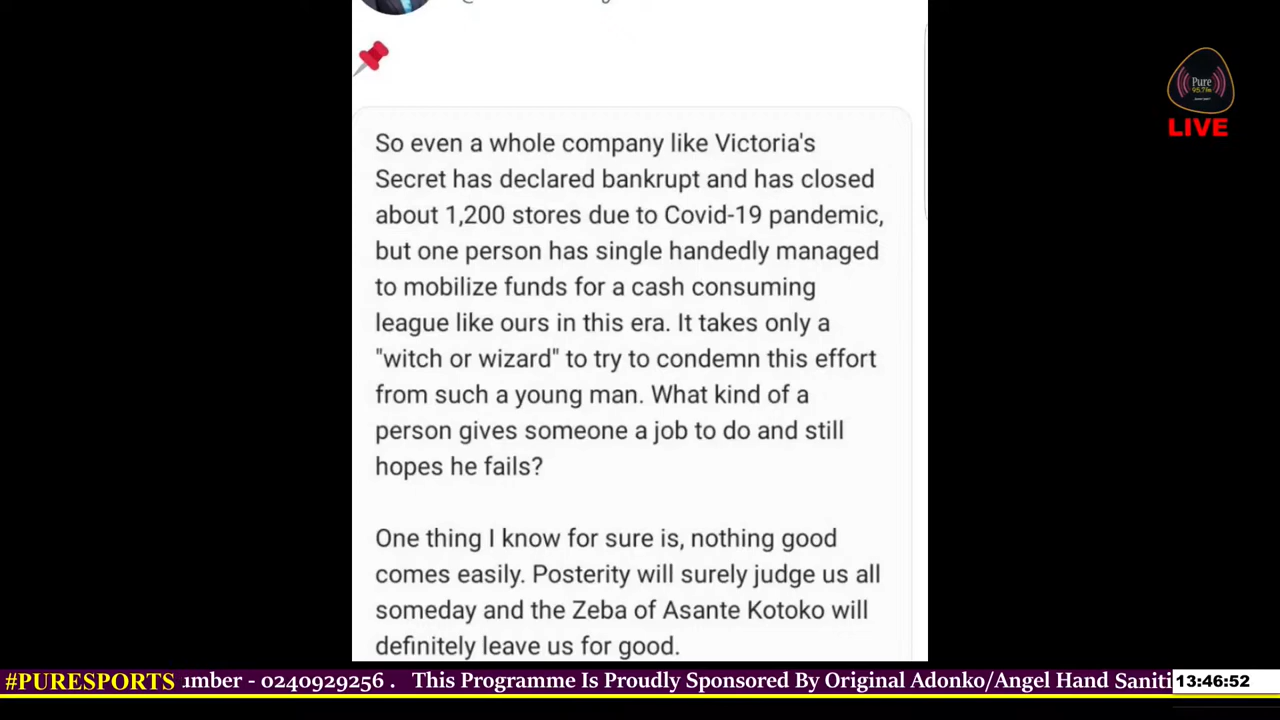 Pure
95.7fm
LIVE
So even a whole company like Victoria's
Secret has declared bankrupt and has closed
about 1,200 stores due to Covid-19 pandemic,
but one person has single handedly managed
to mobilize funds for a cash consuming
league like ours in this era. It takes only a
"witch or wizard" to try to condemn this effort
from such a young man. What kind of a
person gives someone a job to do and still
hopes he fails?
One thing I know for sure is, nothing good
comes easily. Posterity will surely judge us all
someday and the Zeba of Asante Kotoko will
definitely leave us for good.
#PURESPORTS umber - 0240929256 . This Programme Is Proudly Sponsored By Original Adonko/Angel Hand Saniti 13:46:52